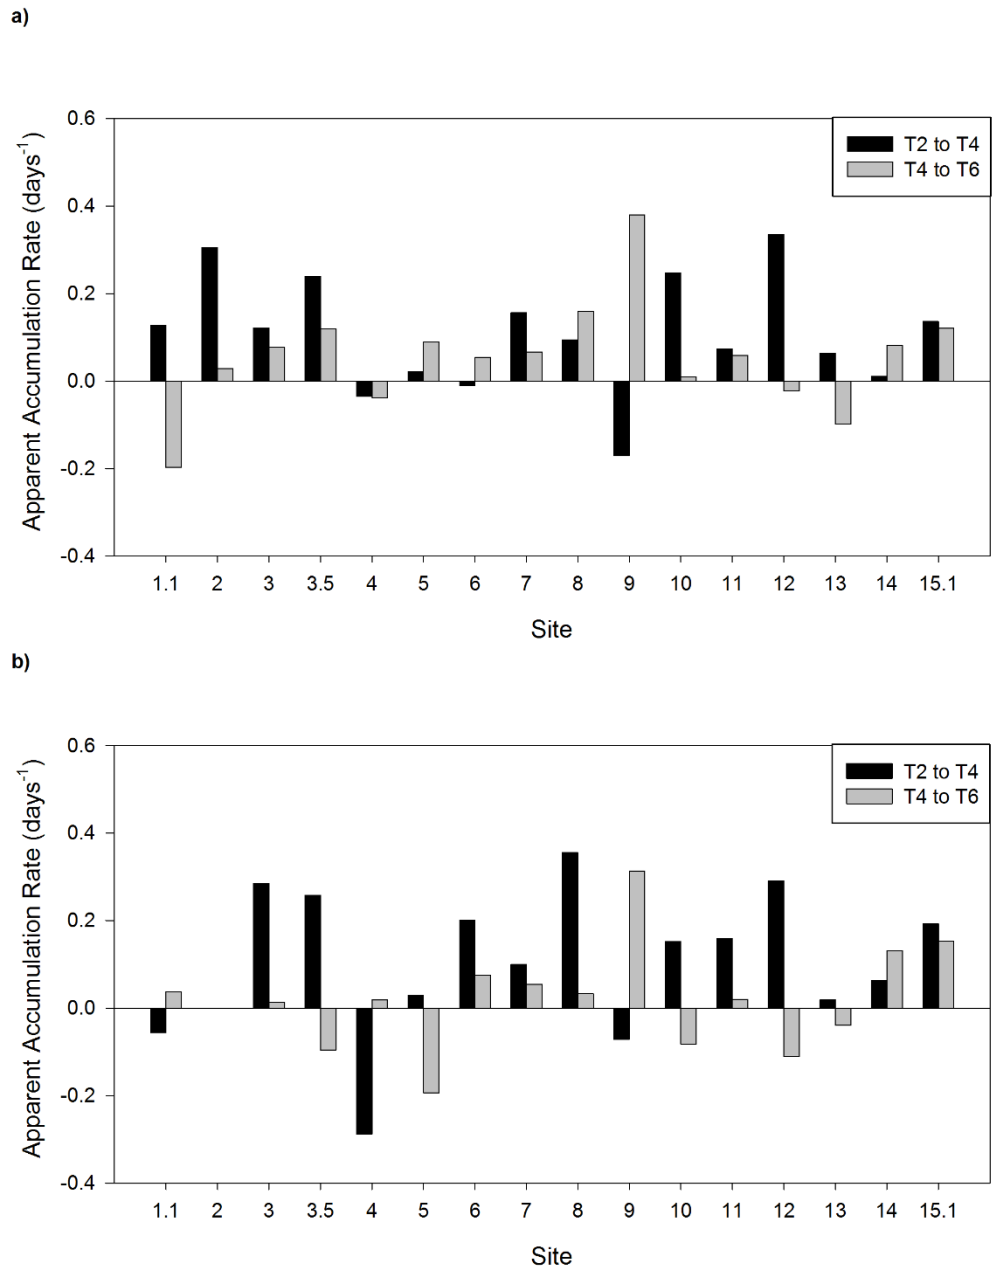 a)
Apparent Accumulation Rate (days⁻¹)
0.6
0.4
0.2
0.0
-0.2
-0.4
T2 to T4
T4 to T6
1.1 2 3 3.5 4 5 6 7 8 9 10 11 12 13 14 15.1
Site
b)
Apparent Accumulation Rate (days⁻¹)
0.6
0.4
0.2
0.0
-0.2
-0.4
T2 to T4
T4 to T6
1.1 2 3 3.5 4 5 6 7 8 9 10 11 12 13 14 15.1
Site